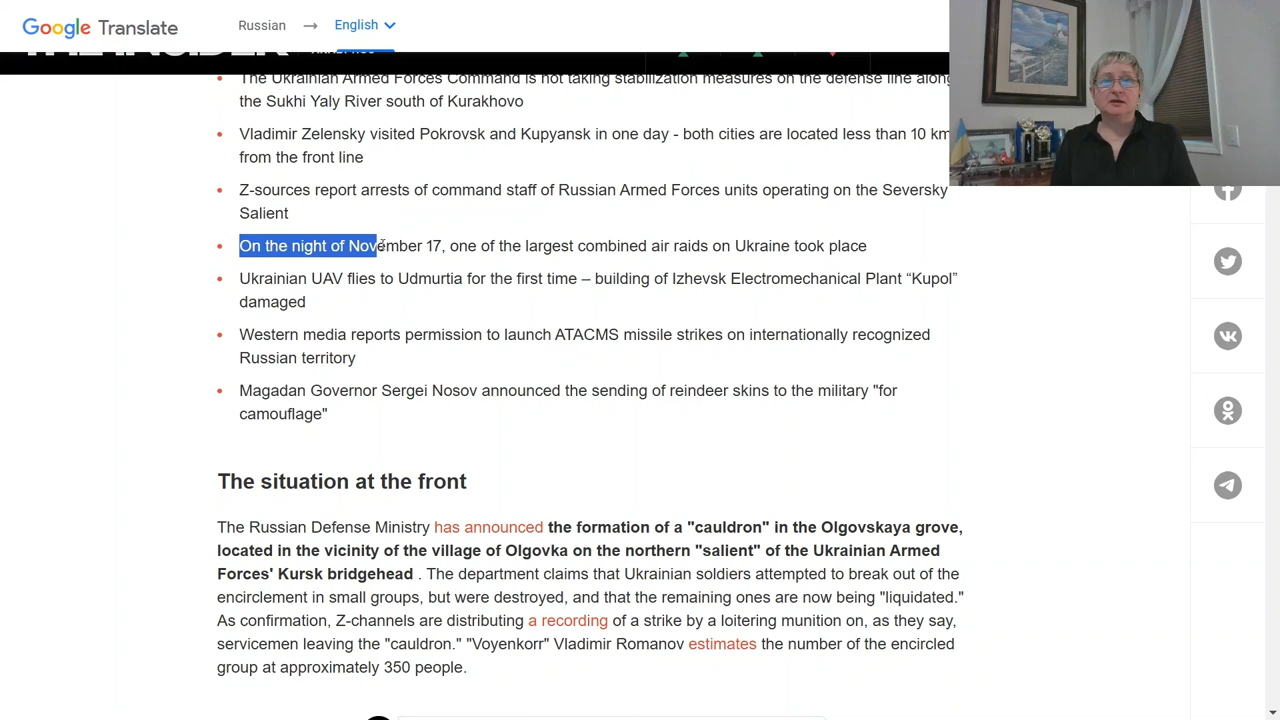 Google Translate
Russian → English
The Ukrainian Armed Forces Command is not taking stabilization measures on the defense line along
the Sukhi Yaly River south of Kurakhovo
Vladimir Zelensky visited Pokrovsk and Kupyansk in one day - both cities are located less than 10 km
from the front line
Z-sources report arrests of command staff of Russian Armed Forces units operating on the Seversky
Salient
On the night of November 17, one of the largest combined air raids on Ukraine took place
Ukrainian UAV flies to Udmurtia for the first time – building of Izhevsk Electromechanical Plant “Kupol”
damaged
Western media reports permission to launch ATACMS missile strikes on internationally recognized
Russian territory
Magadan Governor Sergei Nosov announced the sending of reindeer skins to the military "for
camouflage"
The situation at the front
The Russian Defense Ministry has announced the formation of a "cauldron" in the Olgovskaya grove,
located in the vicinity of the village of Olgovka on the northern "salient" of the Ukrainian Armed
Forces' Kursk bridgehead . The department claims that Ukrainian soldiers attempted to break out of the
encirclement in small groups, but were destroyed, and that the remaining ones are now being "liquidated."
As confirmation, Z-channels are distributing a recording of a strike by a loitering munition on, as they say,
servicemen leaving the "cauldron." "Voyenkorr" Vladimir Romanov estimates the number of the encircled
group at approximately 350 people.